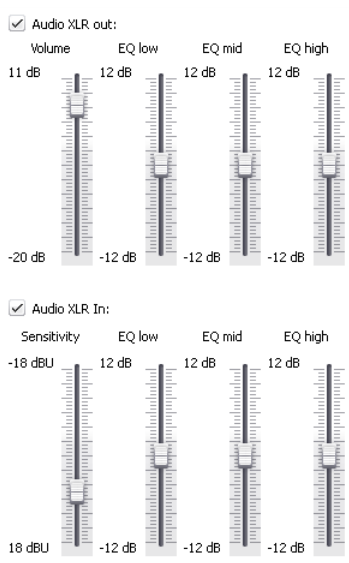 Audio XLR out:
Volume EQ low EQ mid EQ high
11 dB 12 dB 12 dB 12 dB
-20 dB -12 dB -12 dB -12 dB
Audio XLR In:
Sensitivity EQ low EQ mid EQ high
-18 dBU 12 dB 12 dB 12 dB
18 dBU -12 dB -12 dB -12 dB